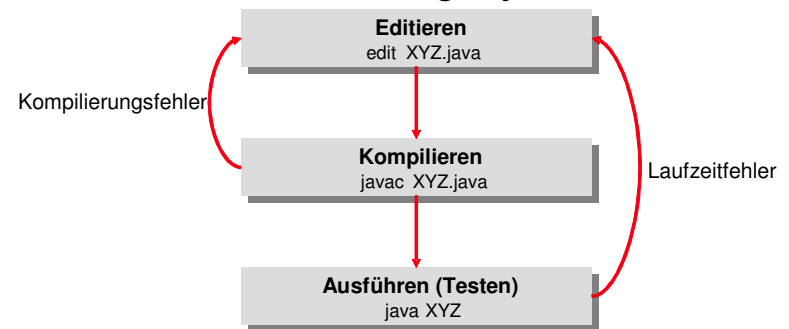 Editieren
edit XYZ.java
Kompilierungsfehler
Kompilieren
javac XYZ.java
Laufzeitfehler
Ausführen (Testen)
java XYZ